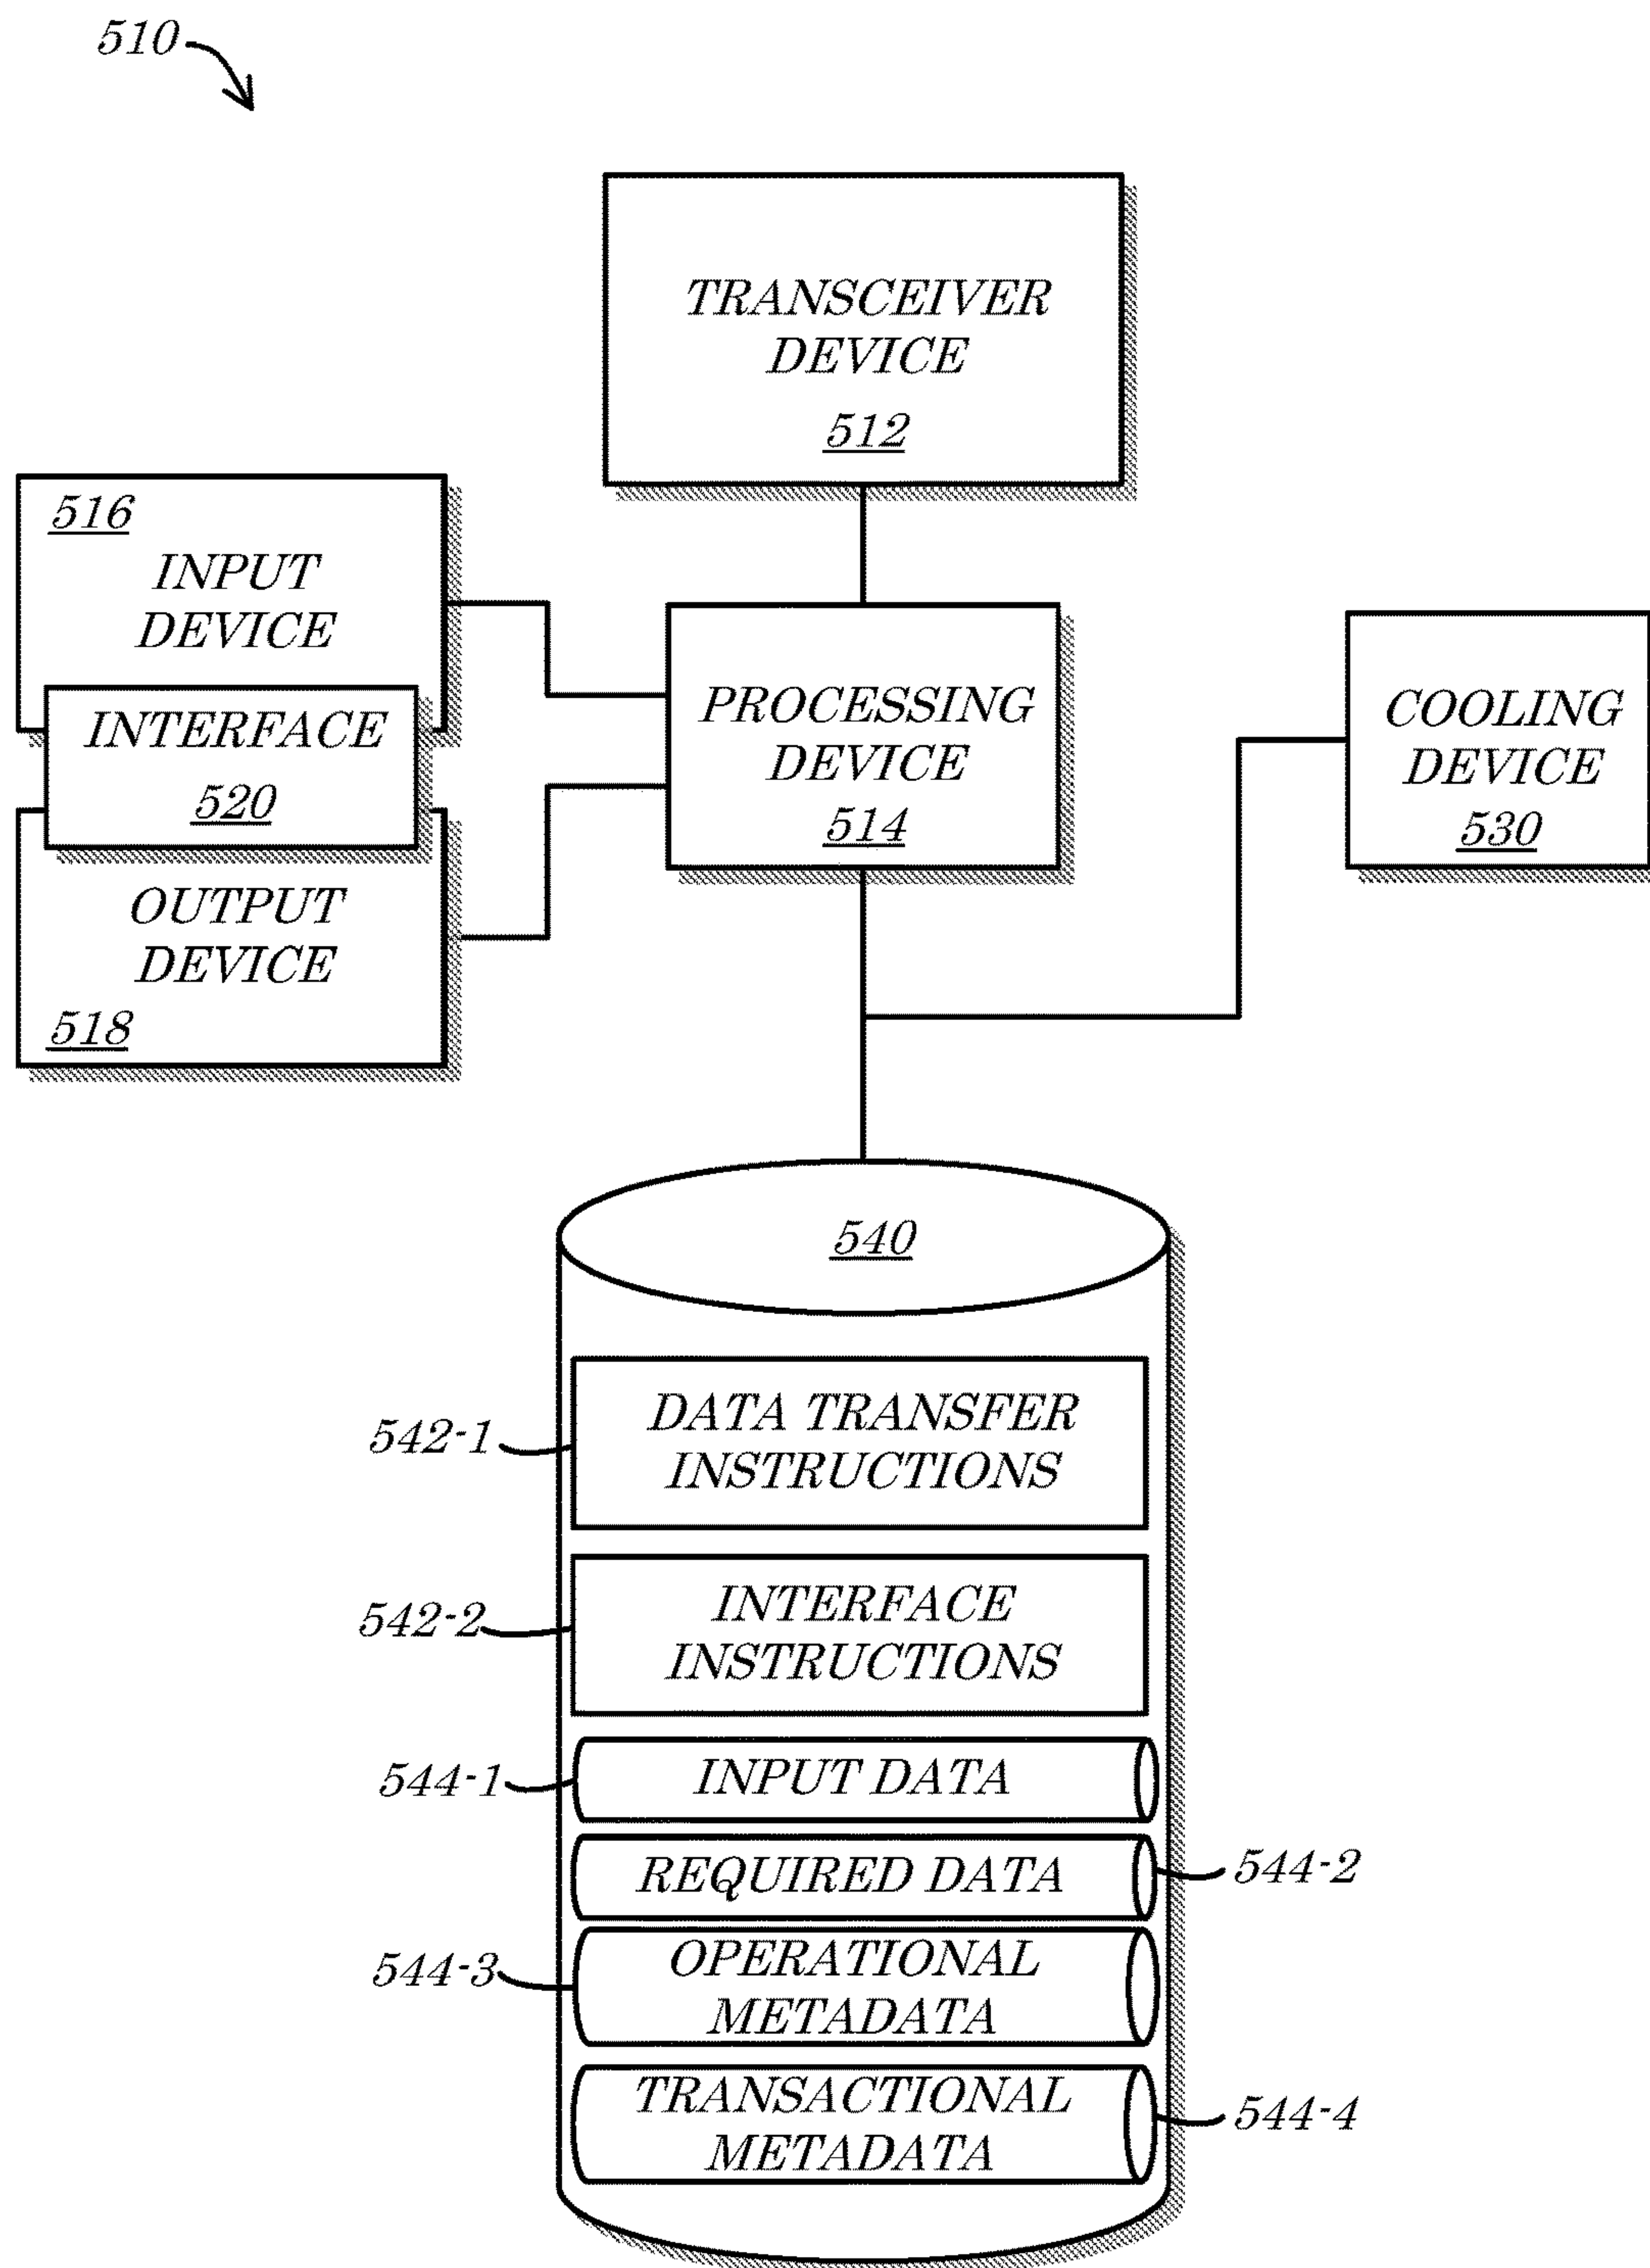 510
TRANSCEIVER
DEVICE
512
516
INPUT
DEVICE
INTERFACE
520
OUTPUT
DEVICE
518
PROCESSING
DEVICE
514
COOLING
DEVICE
530
540
542-1
DATA TRANSFER
INSTRUCTIONS
542-2
INTERFACE
INSTRUCTIONS
544-1
INPUT DATA
REQUIRED DATA
544-2
544-3
OPERATIONAL
METADATA
TRANSACTIONAL
METADATA
544-4